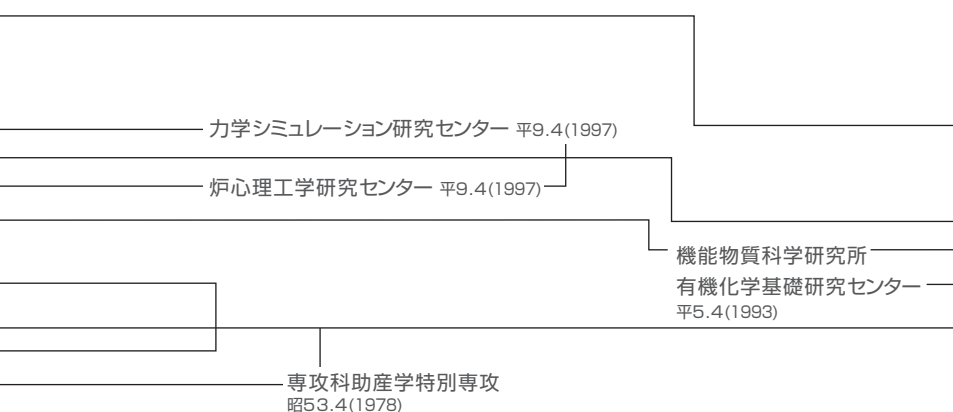 力学シミュレーション研究センター 平9.4(1997)
炉心理工学研究センター 平9.4(1997)
機能物質科学研究所
有機化学基礎研究センター
平5.4(1993)
専攻科助産学特別専攻
昭53.4(1978)